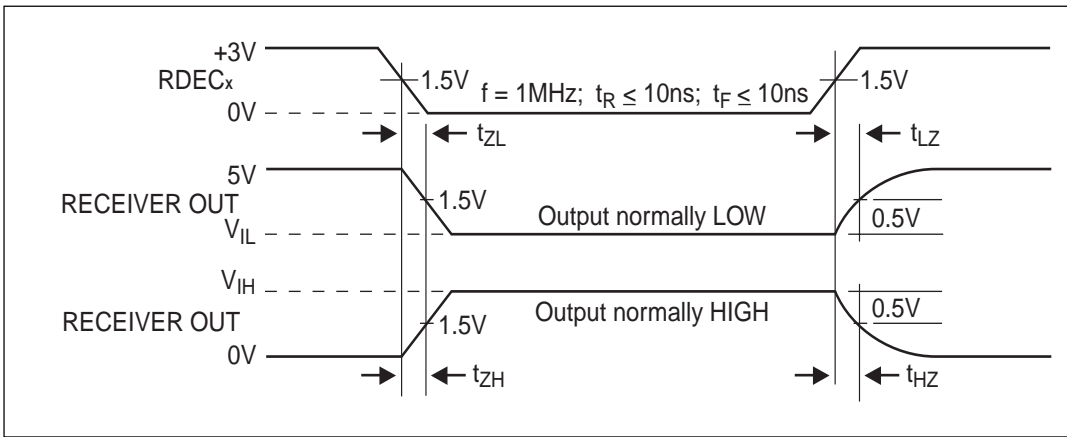 +3V
RDECx
0V
1.5V
f = 1MHz; tR ≤ 10ns; tF ≤ 10ns
1.5V
tZL
tLZ
5V
RECEIVER OUT
VIL
1.5V
Output normally LOW
0.5V
VIH
RECEIVER OUT
0V
1.5V
Output normally HIGH
0.5V
tZH
tHZ